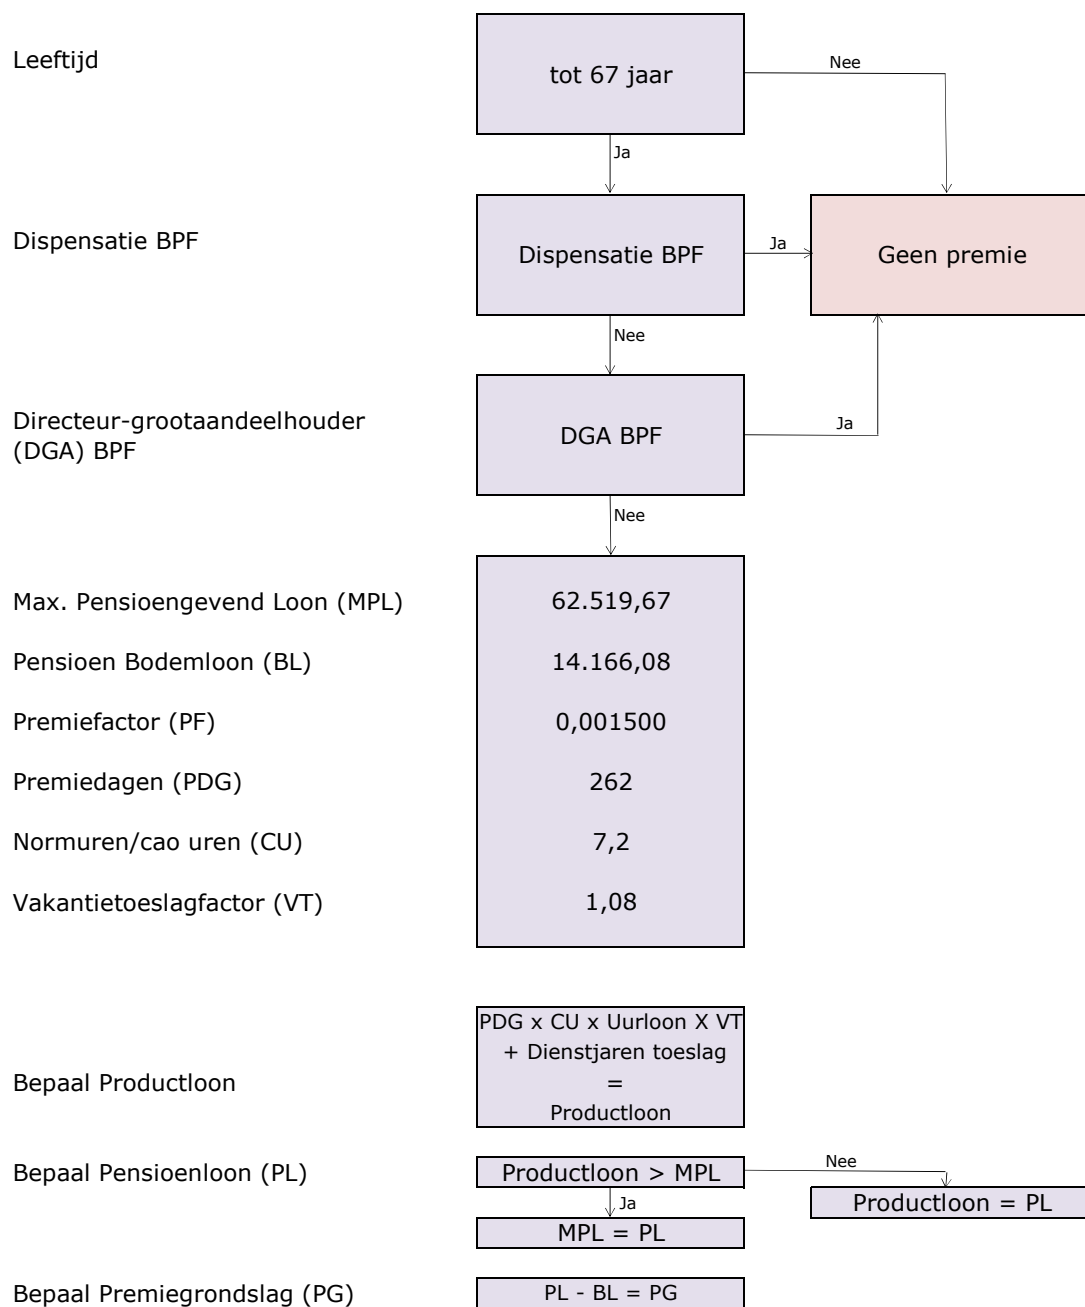 Leeftijd
tot 67 jaar
Nee
Ja
Dispensatie BPF
Dispensatie BPF
Ja
Geen premie
Nee
Directeur-grootaandeelhouder
(DGA) BPF
DGA BPF
Ja
Nee
Max. Pensioengevend Loon (MPL)
62.519,67
Pensioen Bodemloon (BL)
14.166,08
Premiefactor (PF)
0,001500
Premiedagen (PDG)
262
Normuren/cao uren (CU)
7,2
Vakantietoeslagfactor (VT)
1,08
Bepaal Productloon
PDG x CU x Uurloon X VT
+ Dienstjaren toeslag
=
Productloon
Bepaal Pensioenloon (PL)
Productloon > MPL
Nee
Productloon = PL
Ja
MPL = PL
Bepaal Premiegrondslag (PG)
PL - BL = PG